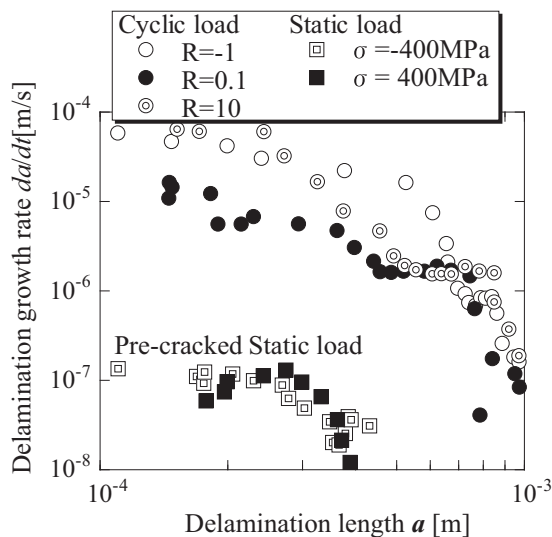 Cyclic load Static load
R=-1 σ =-400MPa
R=0.1 σ = 400MPa
R=10
Delamination growth rate da/dt[m/s]
10-4
10-5
10-6
Pre-cracked Static load
10-7
10-8
10-4 10-3
Delamination length a [m]